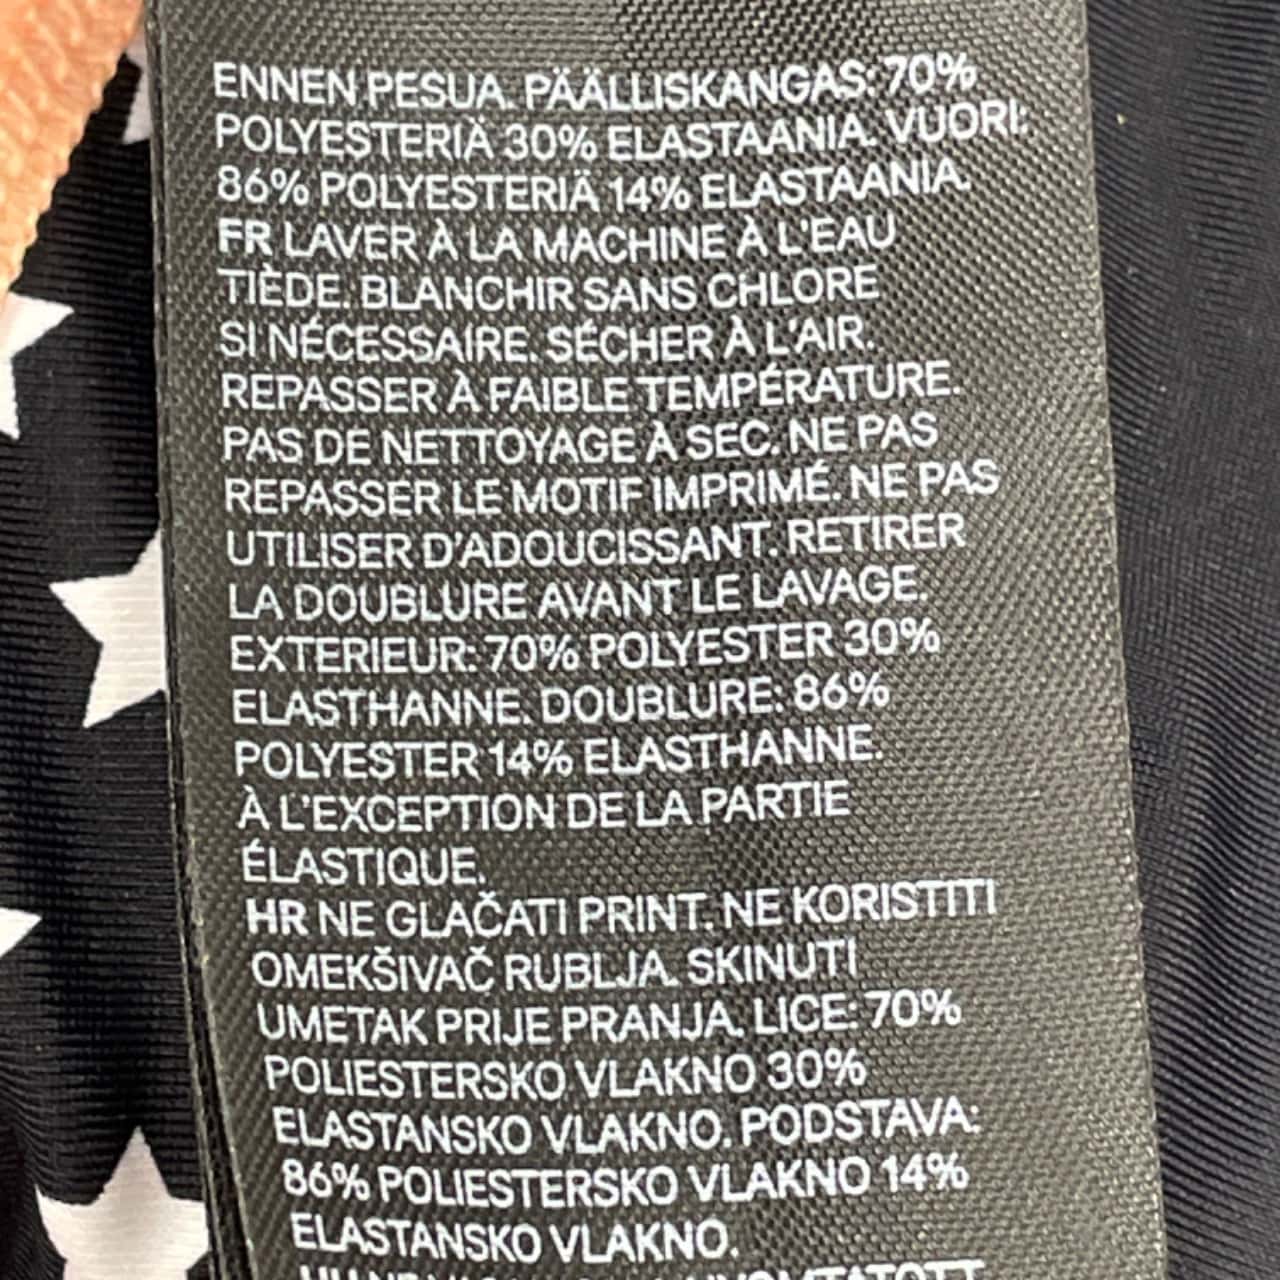 ENNEN PESUA. PÄÄLLISKANGAS: 70%
POLYESTERIÄ 30% ELASTAANIA. VUORI:
86% POLYESTERIÄ 14% ELASTAANIA.
FR LAVER À LA MACHINE À L'EAU
TIÈDE. BLANCHIR SANS CHLORE
SI NÉCESSAIRE. SÉCHER À L'AIR.
REPASSER À FAIBLE TEMPÉRATURE.
PAS DE NETTOYAGE À SEC. NE PAS
REPASSER LE MOTIF IMPRIMÉ. NE PAS
UTILISER D'ADOUCISSANT. RETIRER
LA DOUBLURE AVANT LE LAVAGE.
EXTERIEUR: 70% POLYESTER 30%
ELASTHANNE. DOUBLURE: 86%
POLYESTER 14% ELASTHANNE.
À L'EXCEPTION DE LA PARTIE
ÉLASTIQUE.
HR NE GLAČATI PRINT. NE KORISTITI
OMEKŠIVAČ RUBLJA. SKINUTI
UMETAK PRIJE PRANJA. LICE: 70%
POLIESTERSKO VLAKNO 30%
ELASTANSKO VLAKNO. PODSTAVA:
86% POLIESTERSKO VLAKNO 14%
ELASTANSKO VLAKNO.
HU NE